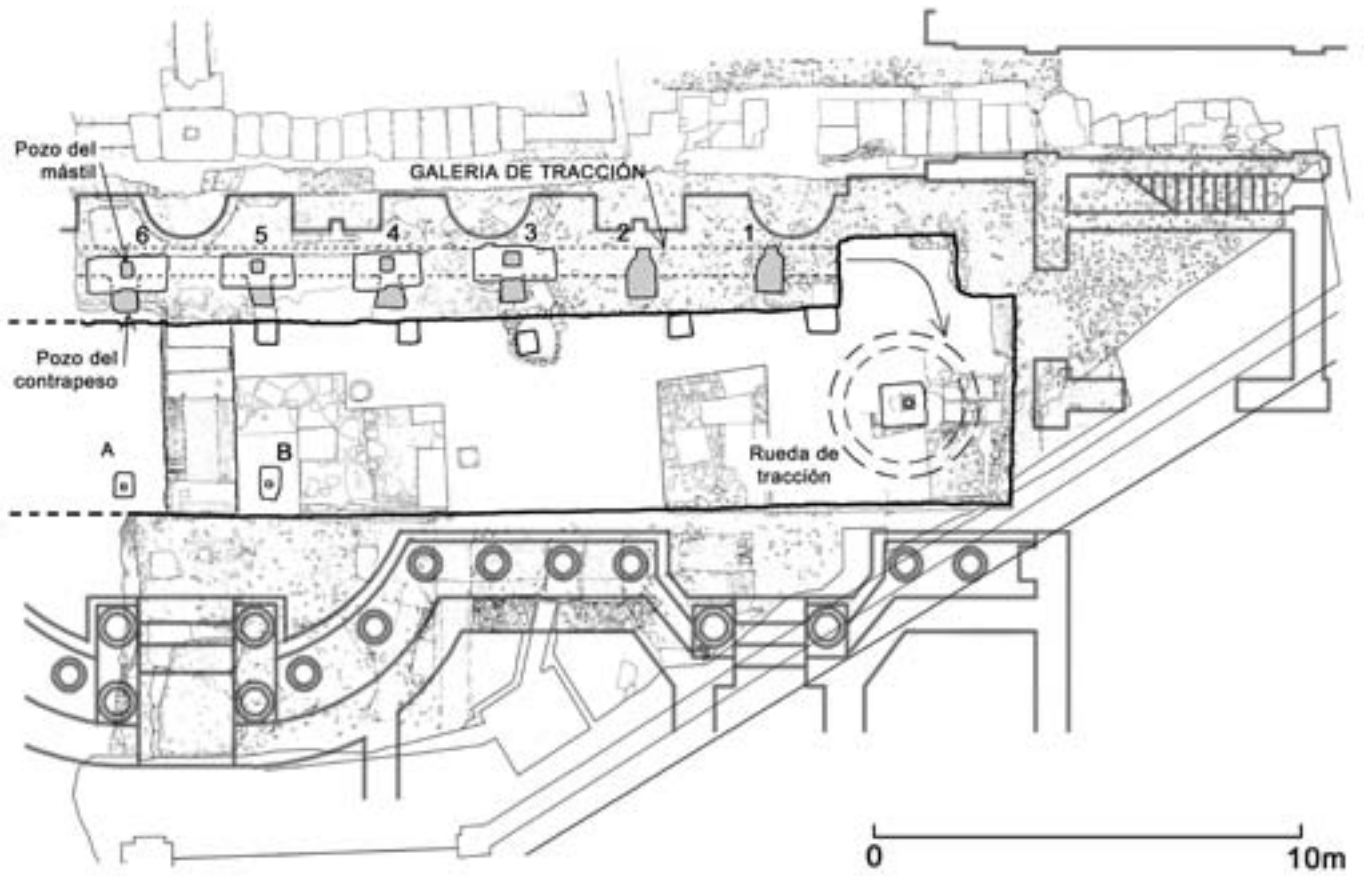 Pozo del
mástil
GALERIA DE TRACCIÓN
6 5 4 3 2 1
Pozo del
contrapeso
A B
Rueda de
tracción
0 10m